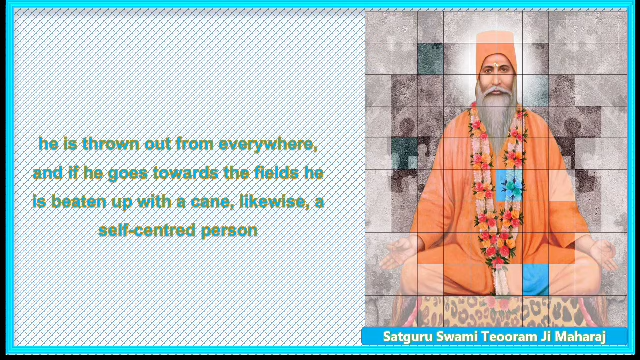 he is thrown out from everywhere,
and if he goes towards the fields he
is beaten up with a cane, likewise, a
self-centred person
Satguru Swami Teooram Ji Maharaj